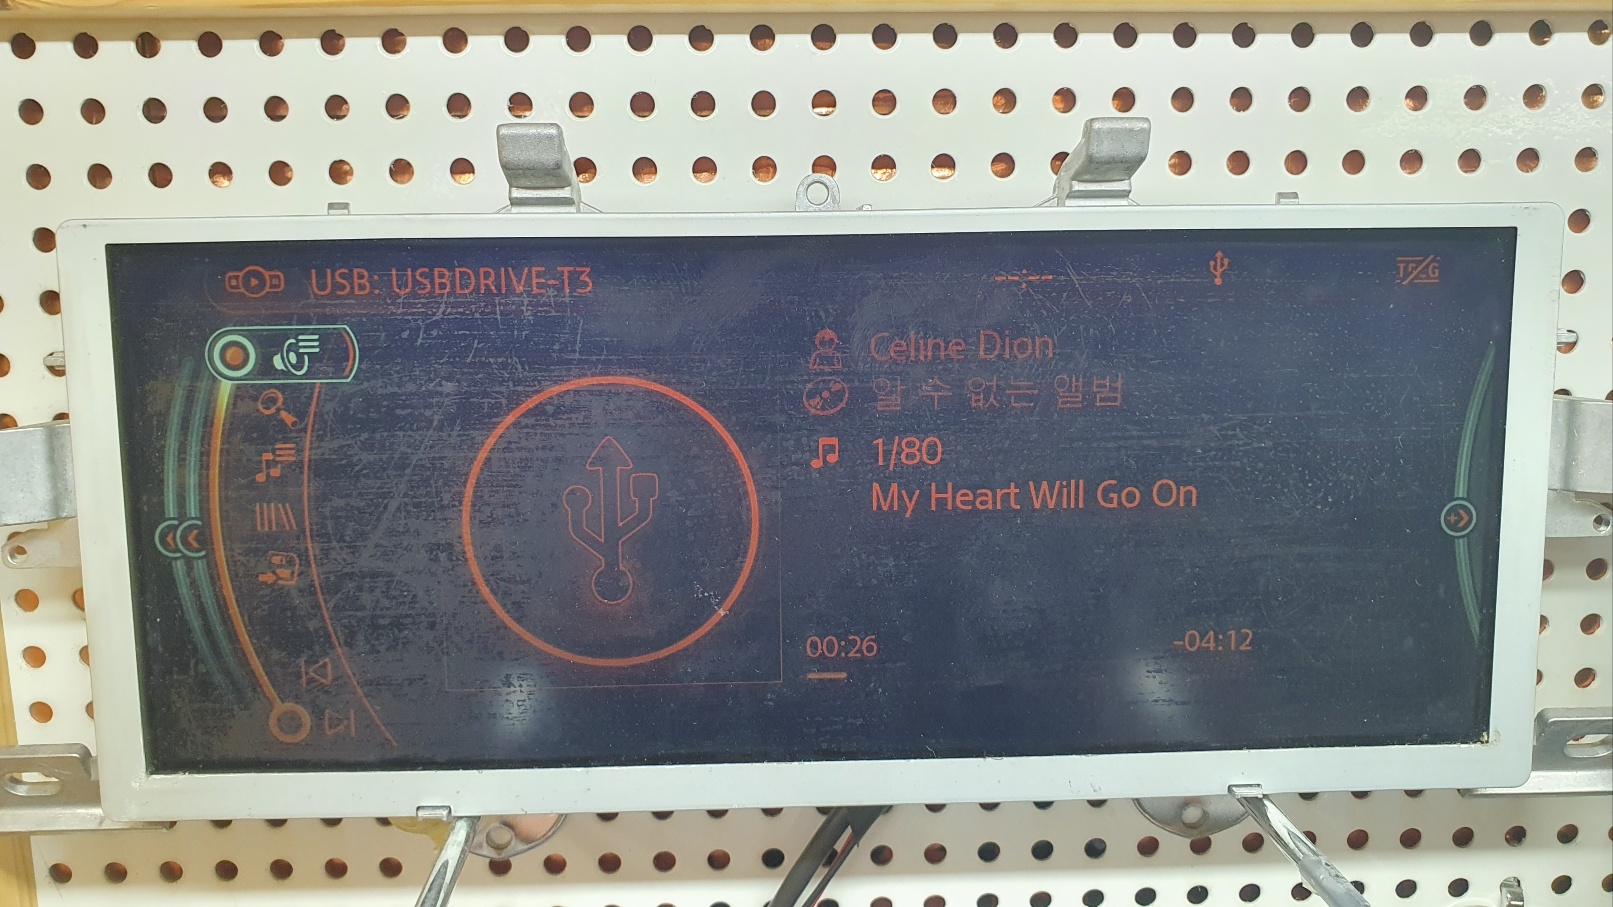 USB: USBDRIVE-T3
Celine Dion
알 수 없는 앨범
1/80
My Heart Will Go On
00:26
-04:12